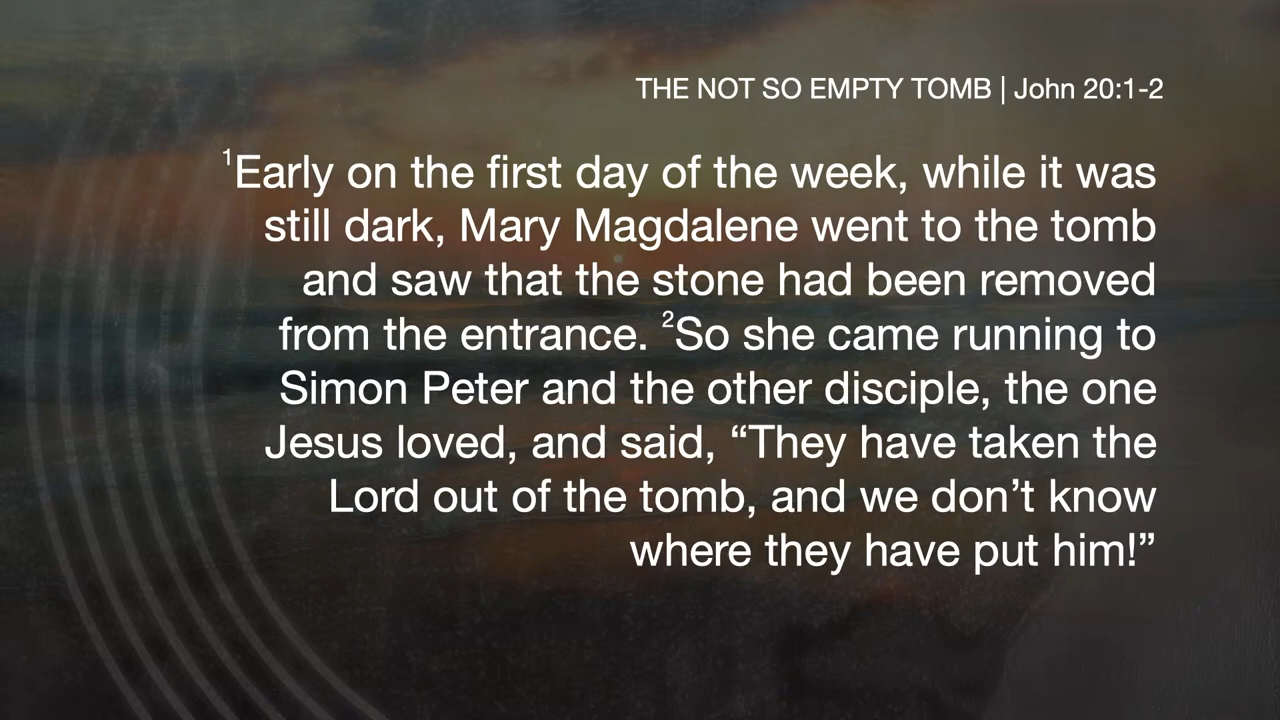 THE NOT SO EMPTY TOMB | John 20:1-2
¹Early on the first day of the week, while it was
still dark, Mary Magdalene went to the tomb
and saw that the stone had been removed
from the entrance. ²So she came running to
Simon Peter and the other disciple, the one
Jesus loved, and said, “They have taken the
Lord out of the tomb, and we don’t know
where they have put him!”